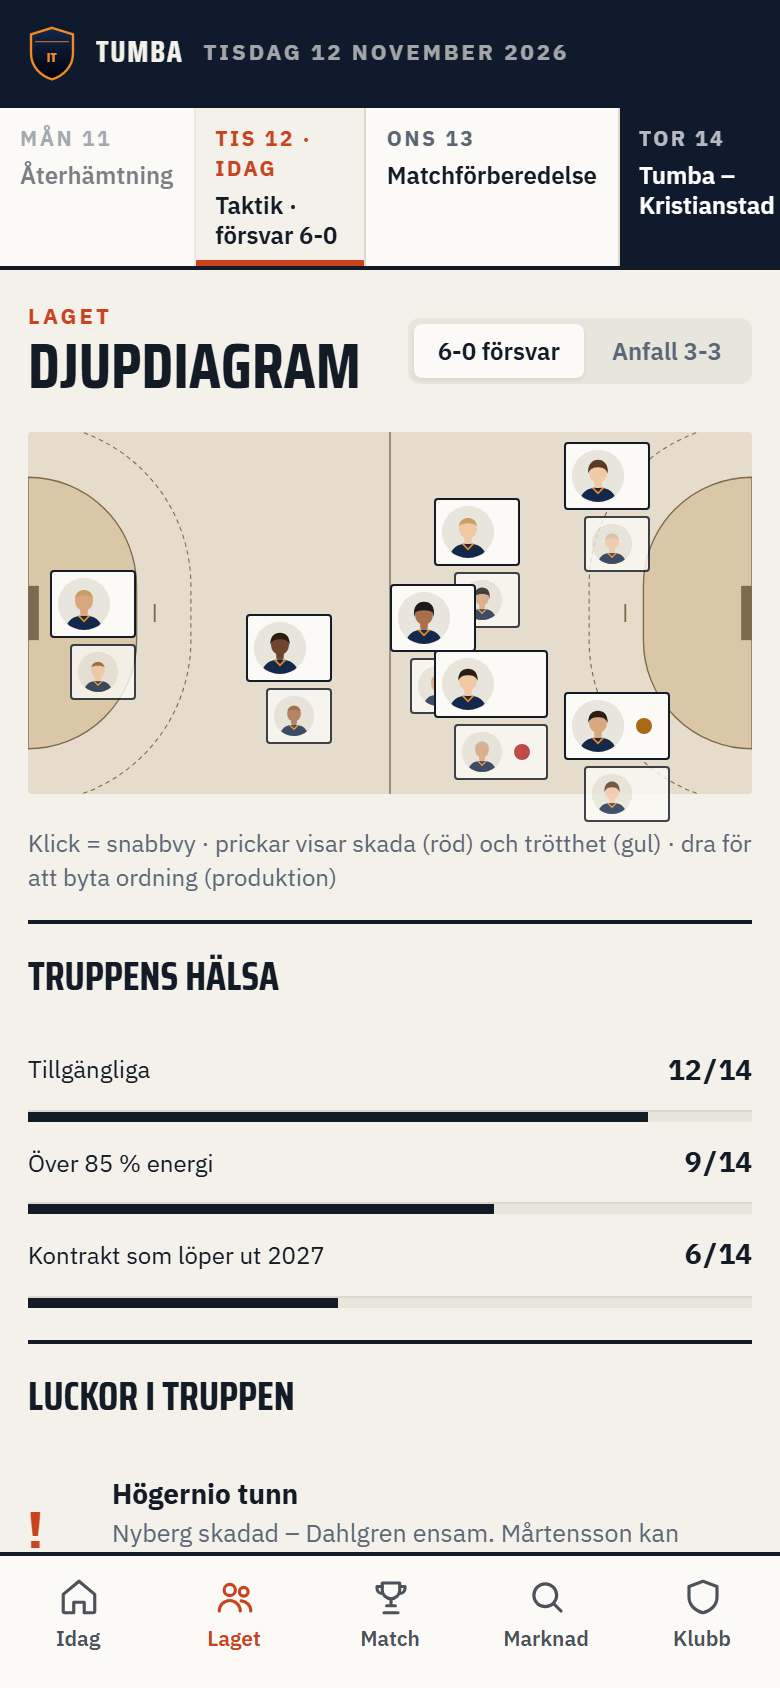 IT
TUMBA TISDAG 12 NOVEMBER 2026
MÅN 11
Återhämtning
TIS 12 ·
IDAG
Taktik ·
försvar 6-0
ONS 13
Matchförberedelse
TOR 14
Tumba –
Kristianstad
LAGET
DJUPDIAGRAM
6-0 försvar
Anfall 3-3
Klick = snabbvy · prickar visar skada (röd) och trötthet (gul) · dra för
att byta ordning (produktion)
TRUPPENS HÄLSA
Tillgängliga 12/14
Över 85 % energi 9/14
Kontrakt som löper ut 2027 6/14
LUCKOR I TRUPPEN
!
Högernio tunn
Nyberg skadad – Dahlgren ensam. Mårtensson kan
Idag
Laget
Match
Marknad
Klubb